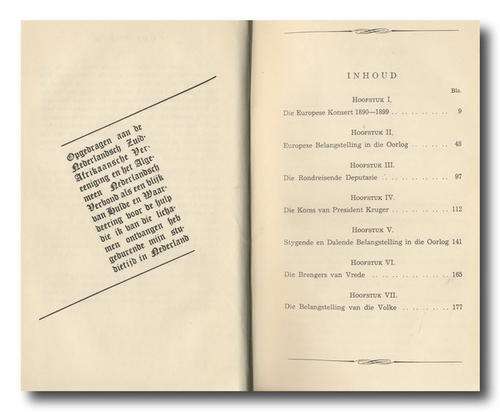 Opgedragen aan de
Nederlandsch Zuid-
Afrikaansche Ver-
eeniging en het Alge-
meen Nederlandsch
Verbond als een blijk
van Hulde en Waar-
deering voor de hulp
die ik van die licha-
men ontvangen heb
gedurende mijn stu-
dietijd in Nederland
INHOUD
Blz.
Hoofstuk I.
Die Europese Konsert 1890—1899 . . . . . . . . . . 9
Hoofstuk II.
Europese Belangstelling in die Oorlog . . . . . . . . 45
Hoofstuk III.
Die Rondreisende Deputasie . . . . . . . . . . . . 97
Hoofstuk IV.
Die Koms van President Kruger . . . . . . . . . . 112
Hoofstuk V.
Stygende en Dalende Belangstelling in die Oorlog 141
Hoofstuk VI.
Die Brengers van Vrede . . . . . . . . . . . . 165
Hoofstuk VII.
Die Belangstelling van die Volke . . . . . . . . . . 177